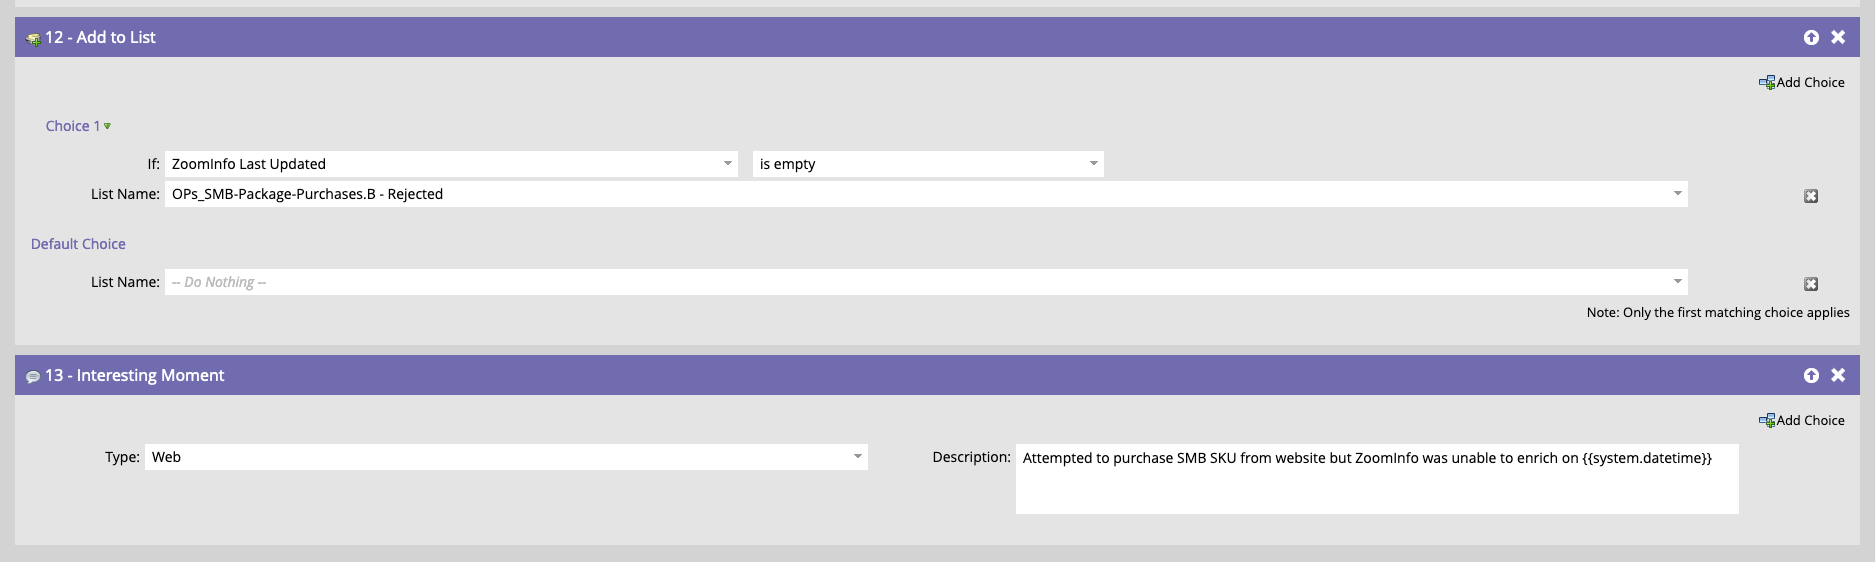 12 - Add to List
Add Choice
Choice 1
If: ZoomInfo Last Updated is empty
List Name: OPs_SMB-Package-Purchases.B - Rejected
Default Choice
List Name: -- Do Nothing --
Note: Only the first matching choice applies
13 - Interesting Moment
Add Choice
Type: Web Description: Attempted to purchase SMB SKU from website but ZoomInfo was unable to enrich on {{system.datetime}}